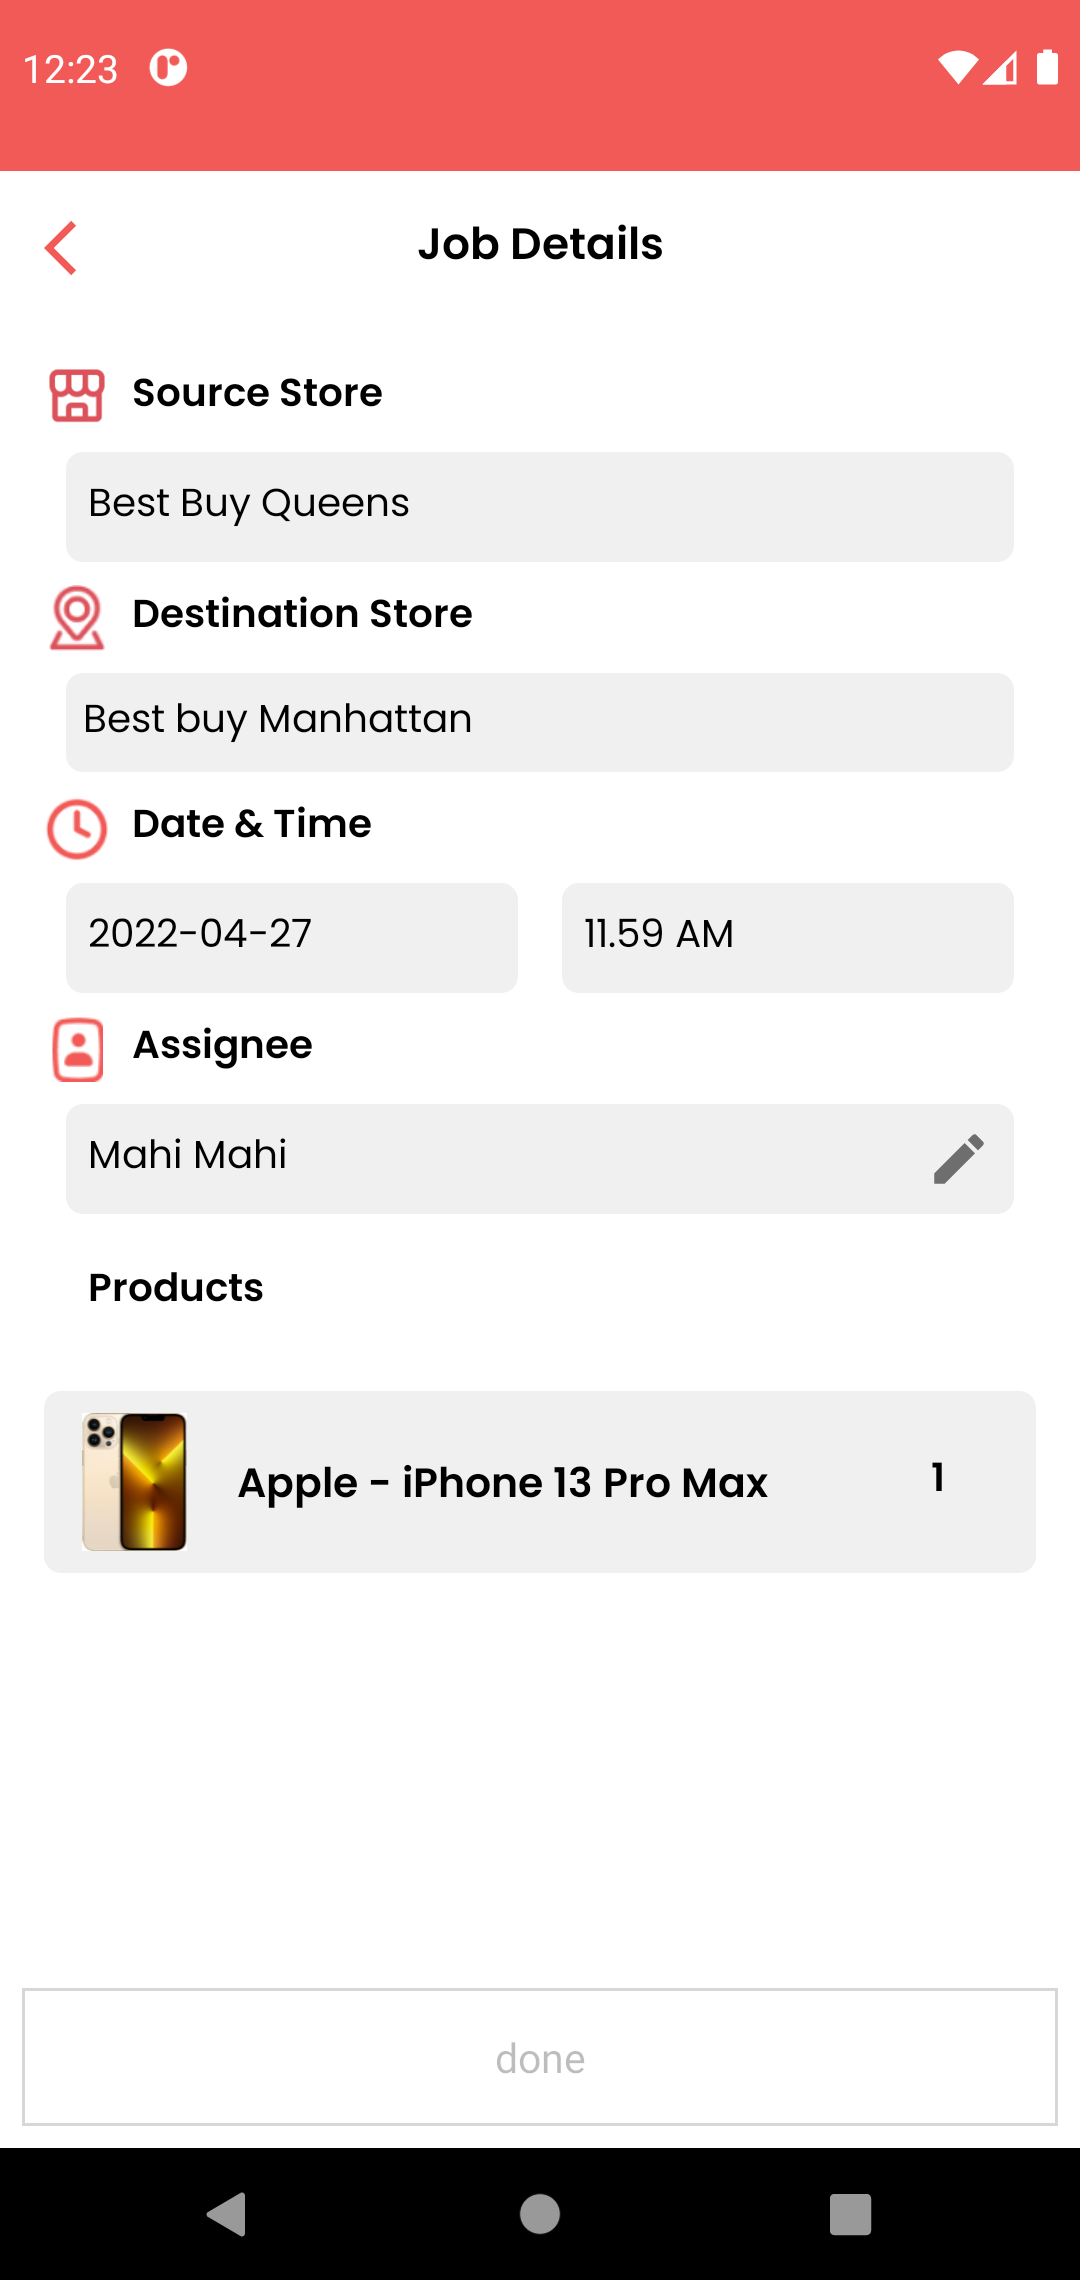 12:23
Job Details
Source Store
Best Buy Queens
Destination Store
Best buy Manhattan
Date & Time
2022-04-27 11.59 AM
Assignee
Mahi Mahi
Products
Apple - iPhone 13 Pro Max 1
done